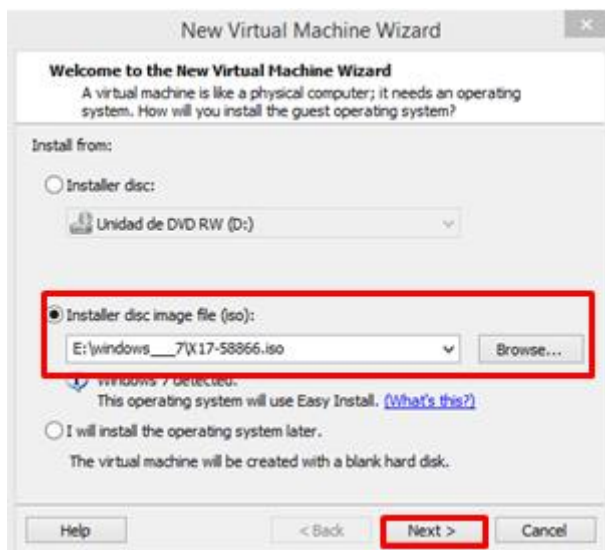 New Virtual Machine Wizard
Welcome to the New Virtual Machine Wizard
A virtual machine is like a physical computer; it needs an operating
system. How will you install the guest operating system?
Install from:
Installer disc:
Unidad de DVD RW (D:)
Installer disc image file (iso):
E:\windows___7\X17-58866.iso
Browse...
Windows 7 detected.
This operating system will use Easy Install. (What's this?)
I will install the operating system later.
The virtual machine will be created with a blank hard disk.
Help
< Back
Next >
Cancel